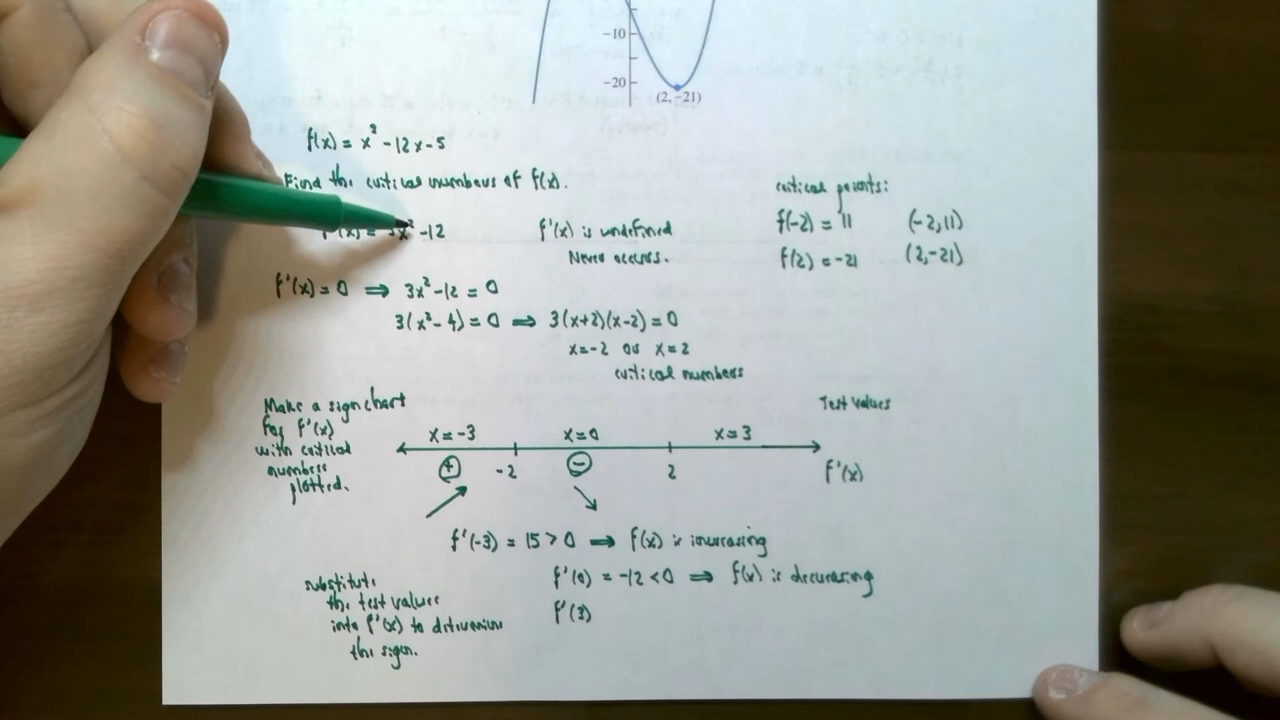 -10
-20
(2, -21)
f(x) = x² - 12x - 5
Find the critical numbers of f(x).
f'(x) = 3x² - 12
f'(x) is undefined
Never occurs.
critical points:
f(-2) = 11 (-2, 11)
f(2) = -21 (2, -21)
f'(x) = 0 ⇒ 3x² - 12 = 0
3(x² - 4) = 0 ⇒ 3(x+2)(x-2) = 0
x = -2 or x = 2
critical numbers
Make a sign chart
for f'(x)
with critical
numbers
plotted.
Test values
x = -3 x = 0 x = 3
+ -2 - 2 f'(x)
f'(-3) = 15 > 0 ⇒ f(x) is increasing
f'(0) = -12 < 0 ⇒ f(x) is decreasing
f'(3)
substitute
the test values
into f'(x) to determine
the sign.